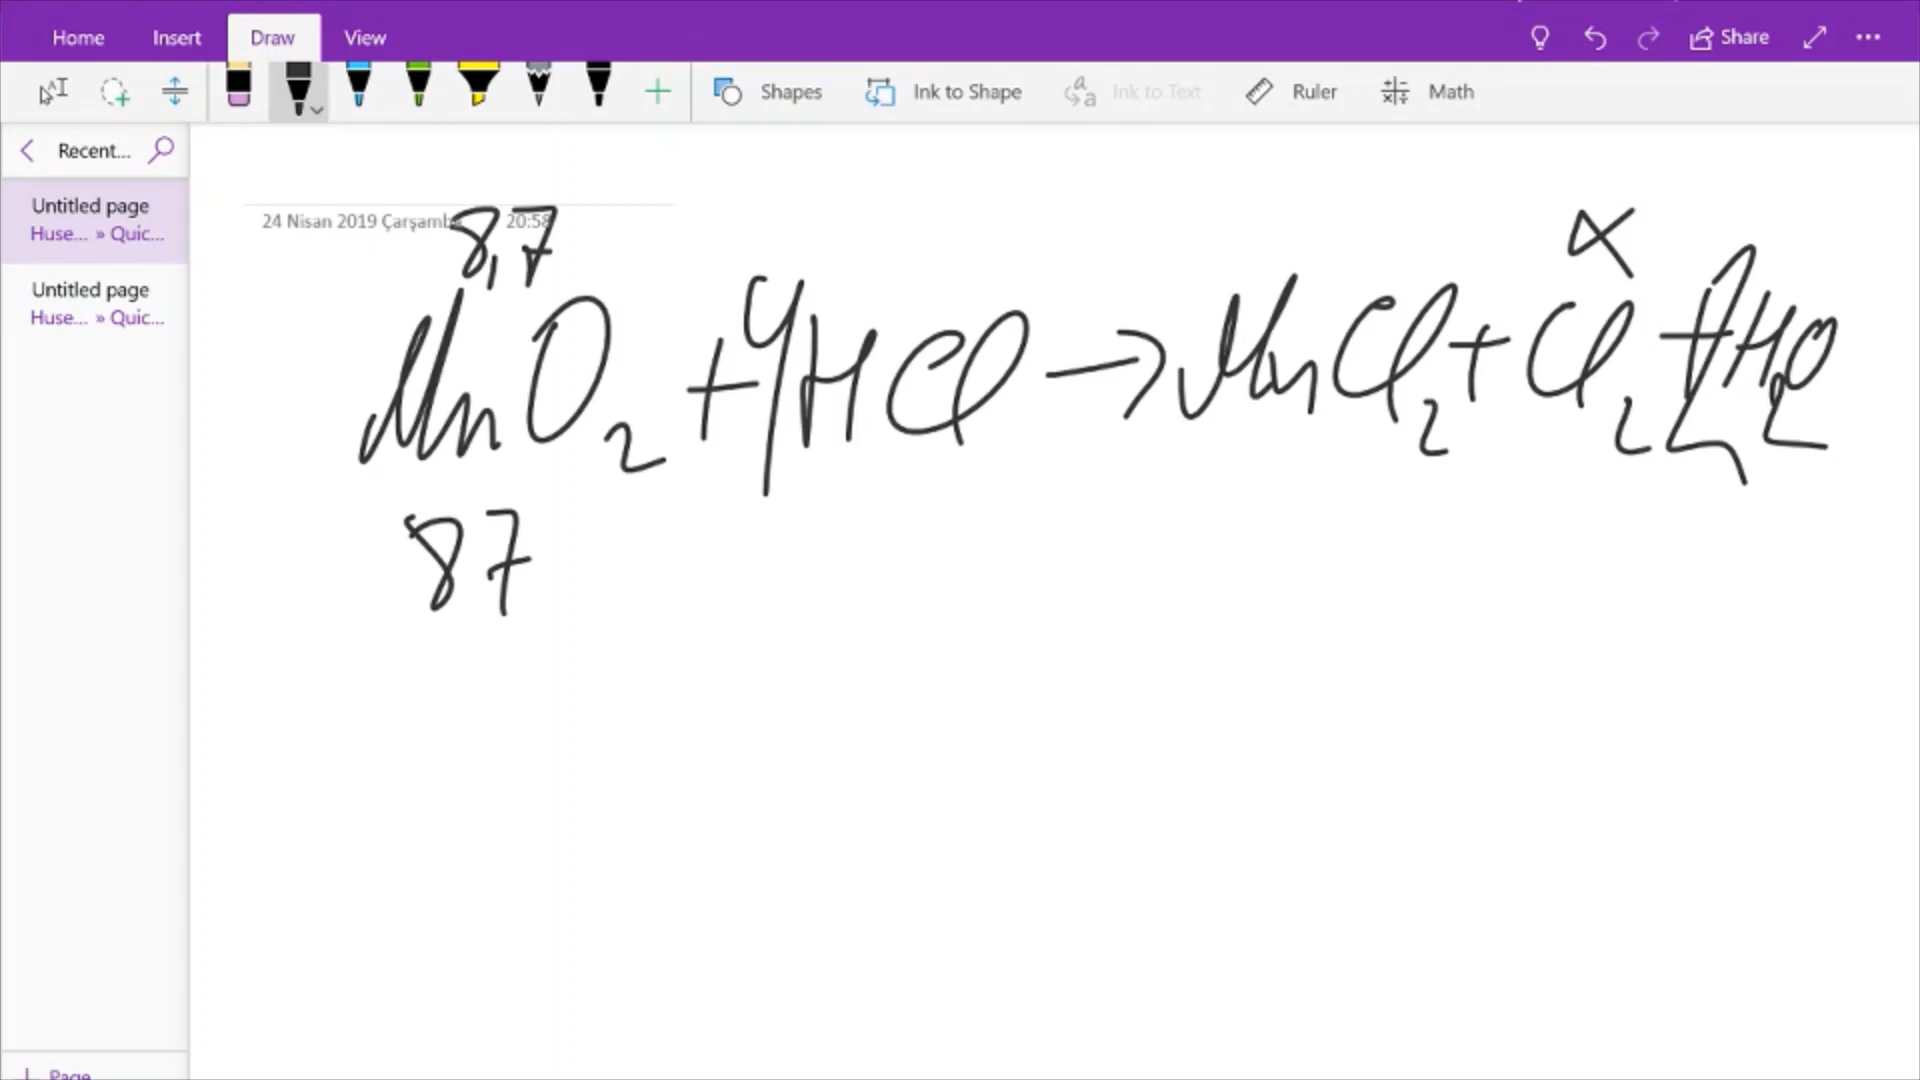 Home Insert Draw View Share
Shapes Ink to Shape Ink to Text Ruler Math
Recent...
Untitled page
Huse... » Quic...
Untitled page
Huse... » Quic...
Page
24 Nisan 2019 Çarşamba 20:58
8,7 x
MnO2 + 4HCl → MnCl2 + Cl2 + 2H2O
87